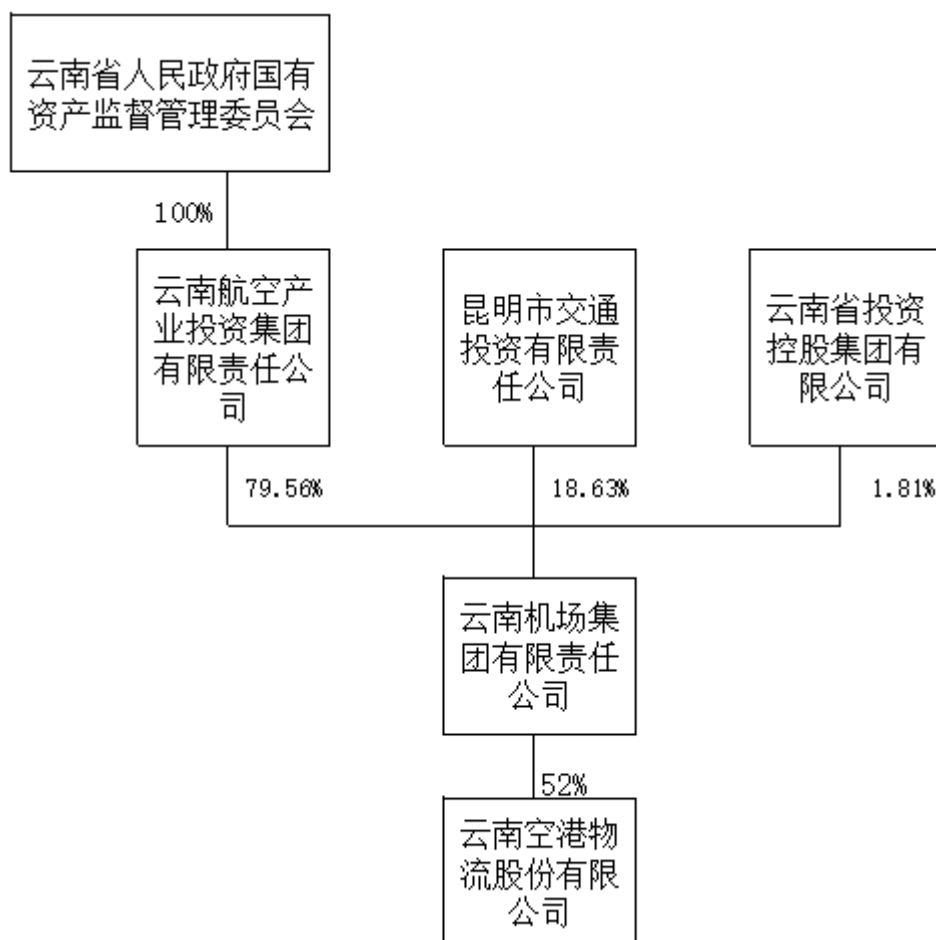 云南省人民政府国有
资产监督管理委员会
100%
云南航空产
业投资集团
有限责任公
司
昆明市交通
投资有限责
任公司
云南省投资
控股集团有
限公司
79.56%
18.63%
1.81%
云南机场集
团有限责任
公司
52%
云南空港物
流股份有限
公司